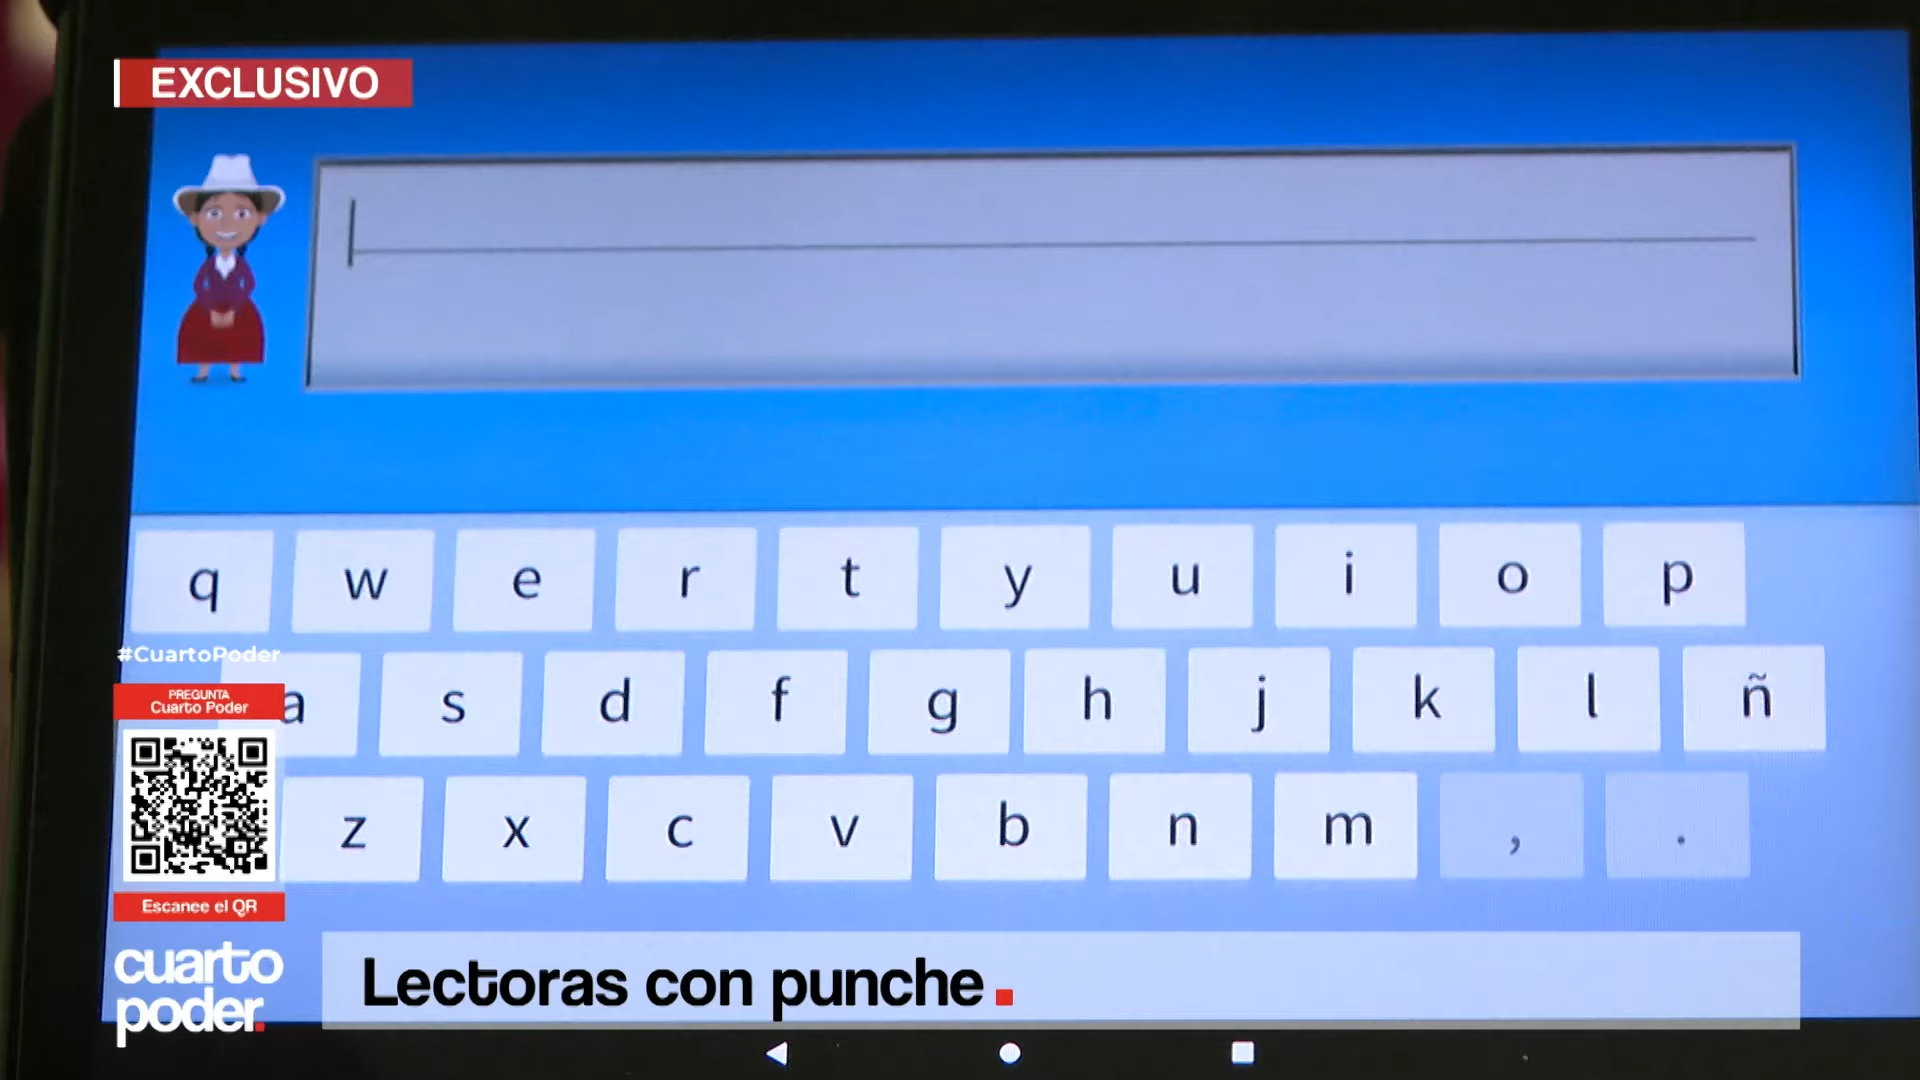 EXCLUSIVO
q w e r t y u i o p
#CuartoPoder
PREGUNTA
Cuarto Poder
a s d f g h j k l ñ
z x c v b n m , .
Escanee el QR
cuarto
poder.
Lectoras con punche.